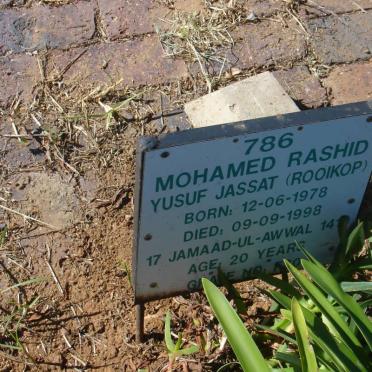 786
MOHAMED RASHID
YUSUF JASSAT (ROOIKOP)
BORN: 12-06-1978
DIED: 09-09-1998
17 JAMAAD-UL-AWWAL
AGE: 20 YEARS